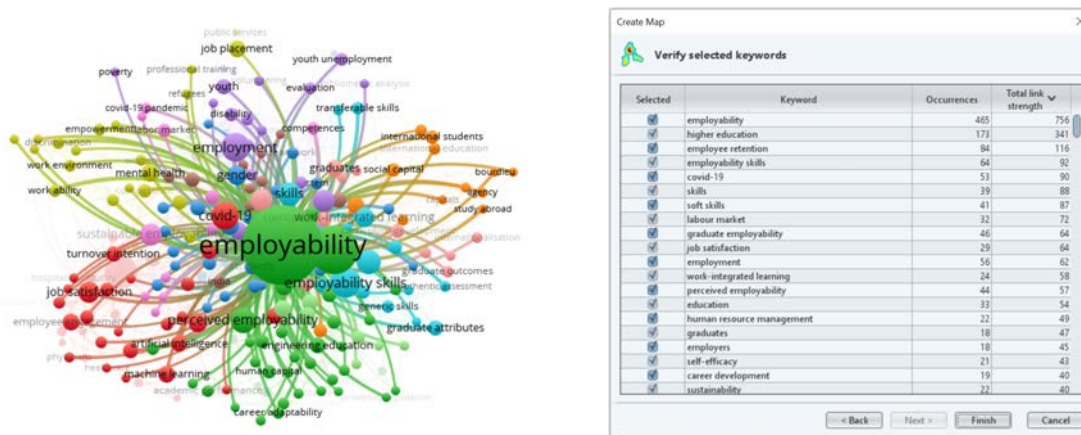 public services
job placement
youth unemployment
poverty
professional training
refugees
youth
evaluation
covid-19 pandemic
disability
transferable skills
empowerment
labor market
competences
international students
discrimination
employment
work environment
mental health
gender
graduates
social capital
bourdieu
work ability
skills
agency
covid-19
capitals
study abroad
work-integrated learning
employability
turnover intention
india
graduate outcomes
job satisfaction
employability skills
generic skills
perceived employability
graduate attributes
artificial intelligence
engineering education
machine learning
human capital
career adaptability
Create Map
Verify selected keywords
Selected Keyword Occurrences Total link strength
employability 465 756
higher education 173 341
employee retention 84 116
employability skills 64 92
covid-19 53 90
skills 39 88
soft skills 41 87
labour market 32 72
graduate employability 46 64
job satisfaction 29 64
employment 56 62
work-integrated learning 24 58
perceived employability 44 57
education 33 54
human resource management 22 49
graduates 18 47
employers 18 45
self-efficacy 21 43
career development 19 40
sustainability 22 40
< Back Next > Finish Cancel